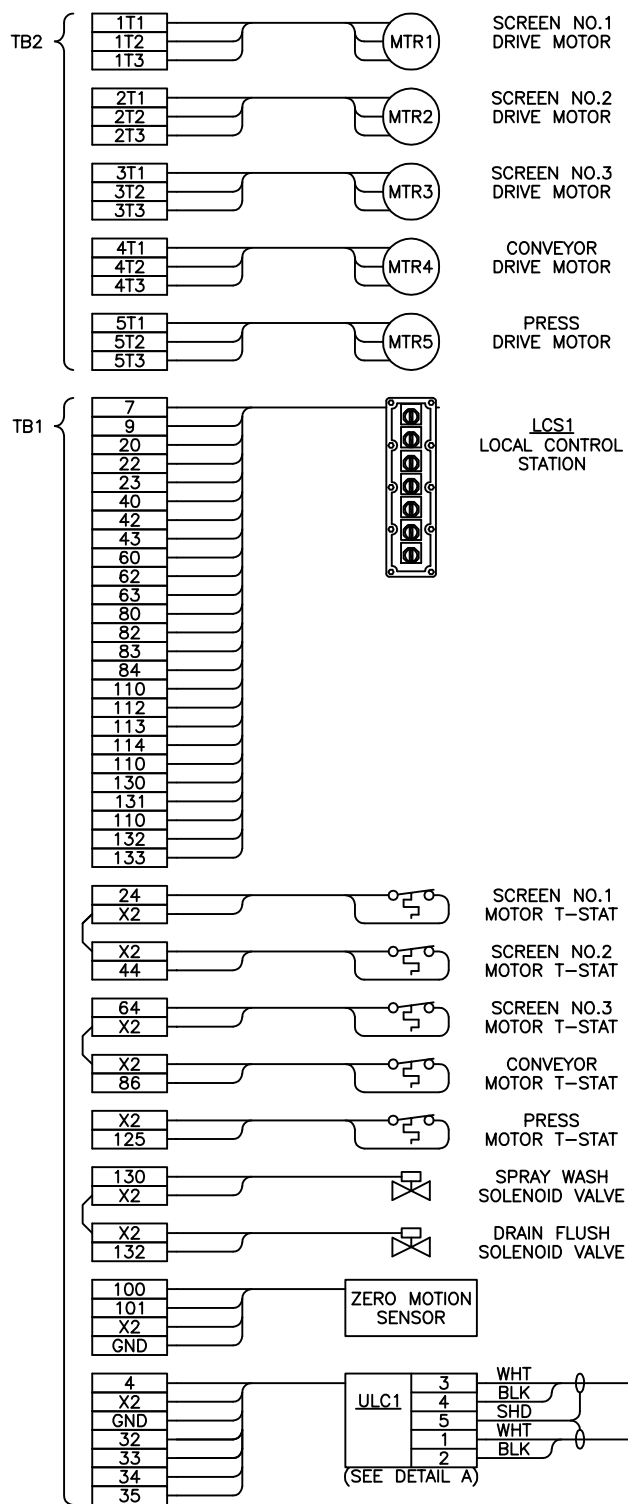 TB2
1T1
1T2
1T3
MTR1
SCREEN NO.1
DRIVE MOTOR
2T1
2T2
2T3
MTR2
SCREEN NO.2
DRIVE MOTOR
3T1
3T2
3T3
MTR3
SCREEN NO.3
DRIVE MOTOR
4T1
4T2
4T3
MTR4
CONVEYOR
DRIVE MOTOR
5T1
5T2
5T3
MTR5
PRESS
DRIVE MOTOR
TB1
7
9
20
22
23
40
42
43
60
62
63
80
82
83
84
110
112
113
114
110
130
131
110
132
133
LCS1
LOCAL CONTROL
STATION
24
X2
SCREEN NO.1
MOTOR T-STAT
X2
44
SCREEN NO.2
MOTOR T-STAT
64
X2
SCREEN NO.3
MOTOR T-STAT
X2
86
CONVEYOR
MOTOR T-STAT
X2
125
PRESS
MOTOR T-STAT
130
X2
SPRAY WASH
SOLENOID VALVE
X2
132
DRAIN FLUSH
SOLENOID VALVE
100
101
X2
GND
ZERO MOTION
SENSOR
4
X2
GND
32
33
34
35
ULC1
3
4
5
1
2
WHT
BLK
SHD
WHT
BLK
(SEE DETAIL A)